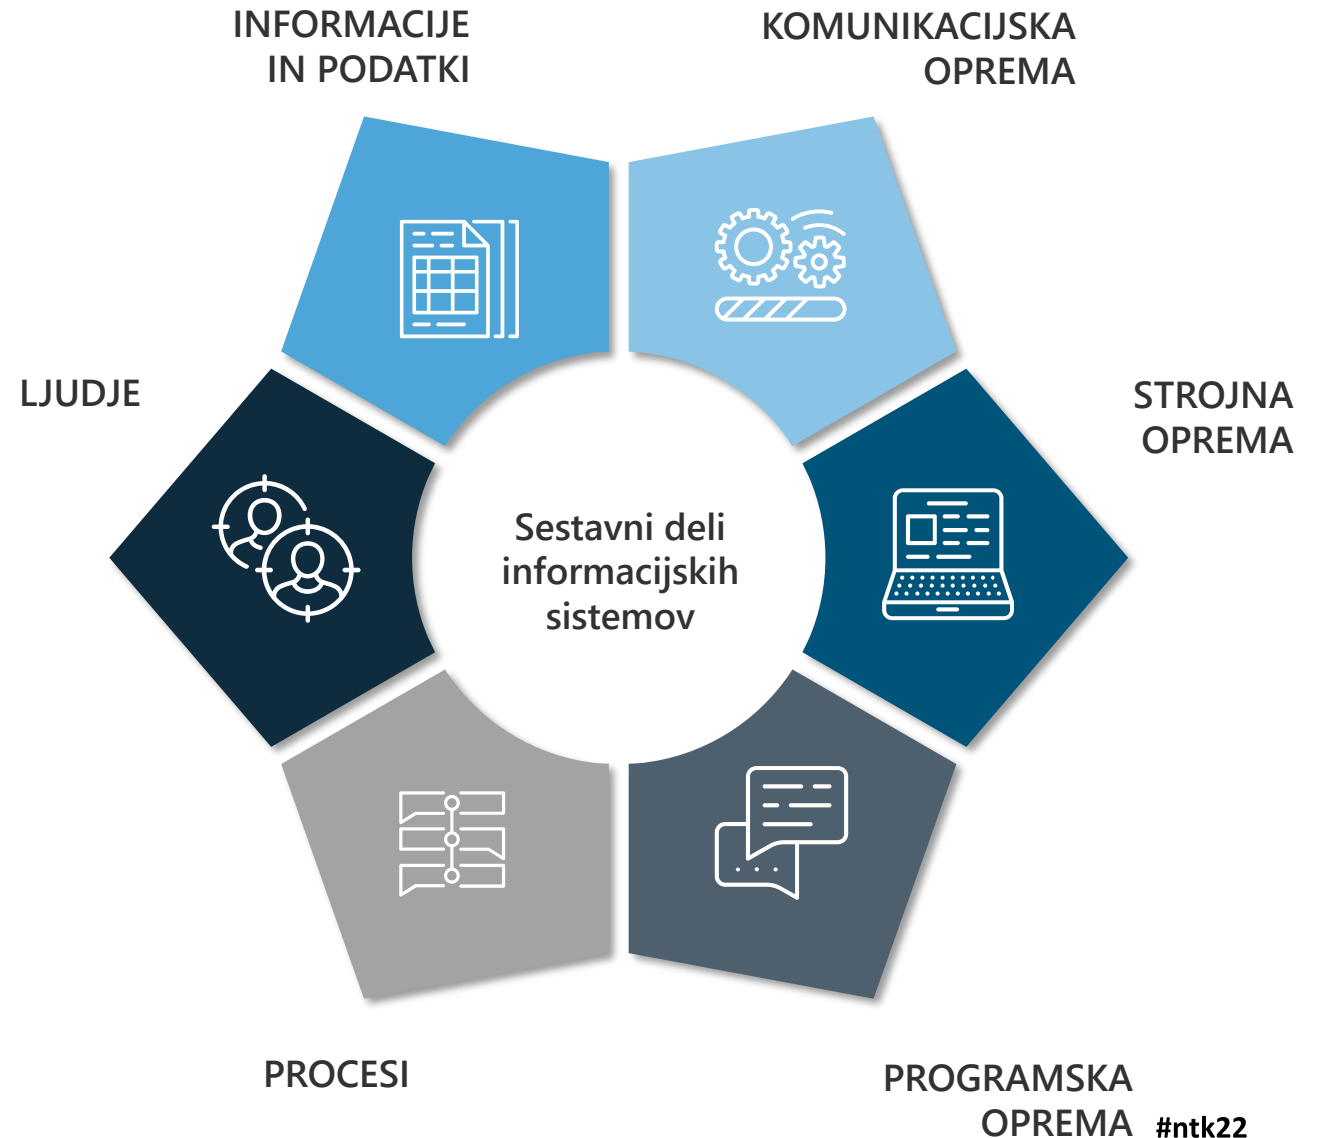 INFORMACIJE
IN PODATKI
KOMUNIKACIJSKA
OPREMA
LJUDJE
STROJNA
OPREMA
Sestavni deli
informacijskih
sistemov
PROCESI
PROGRAMSKA
OPREMA
#ntk22